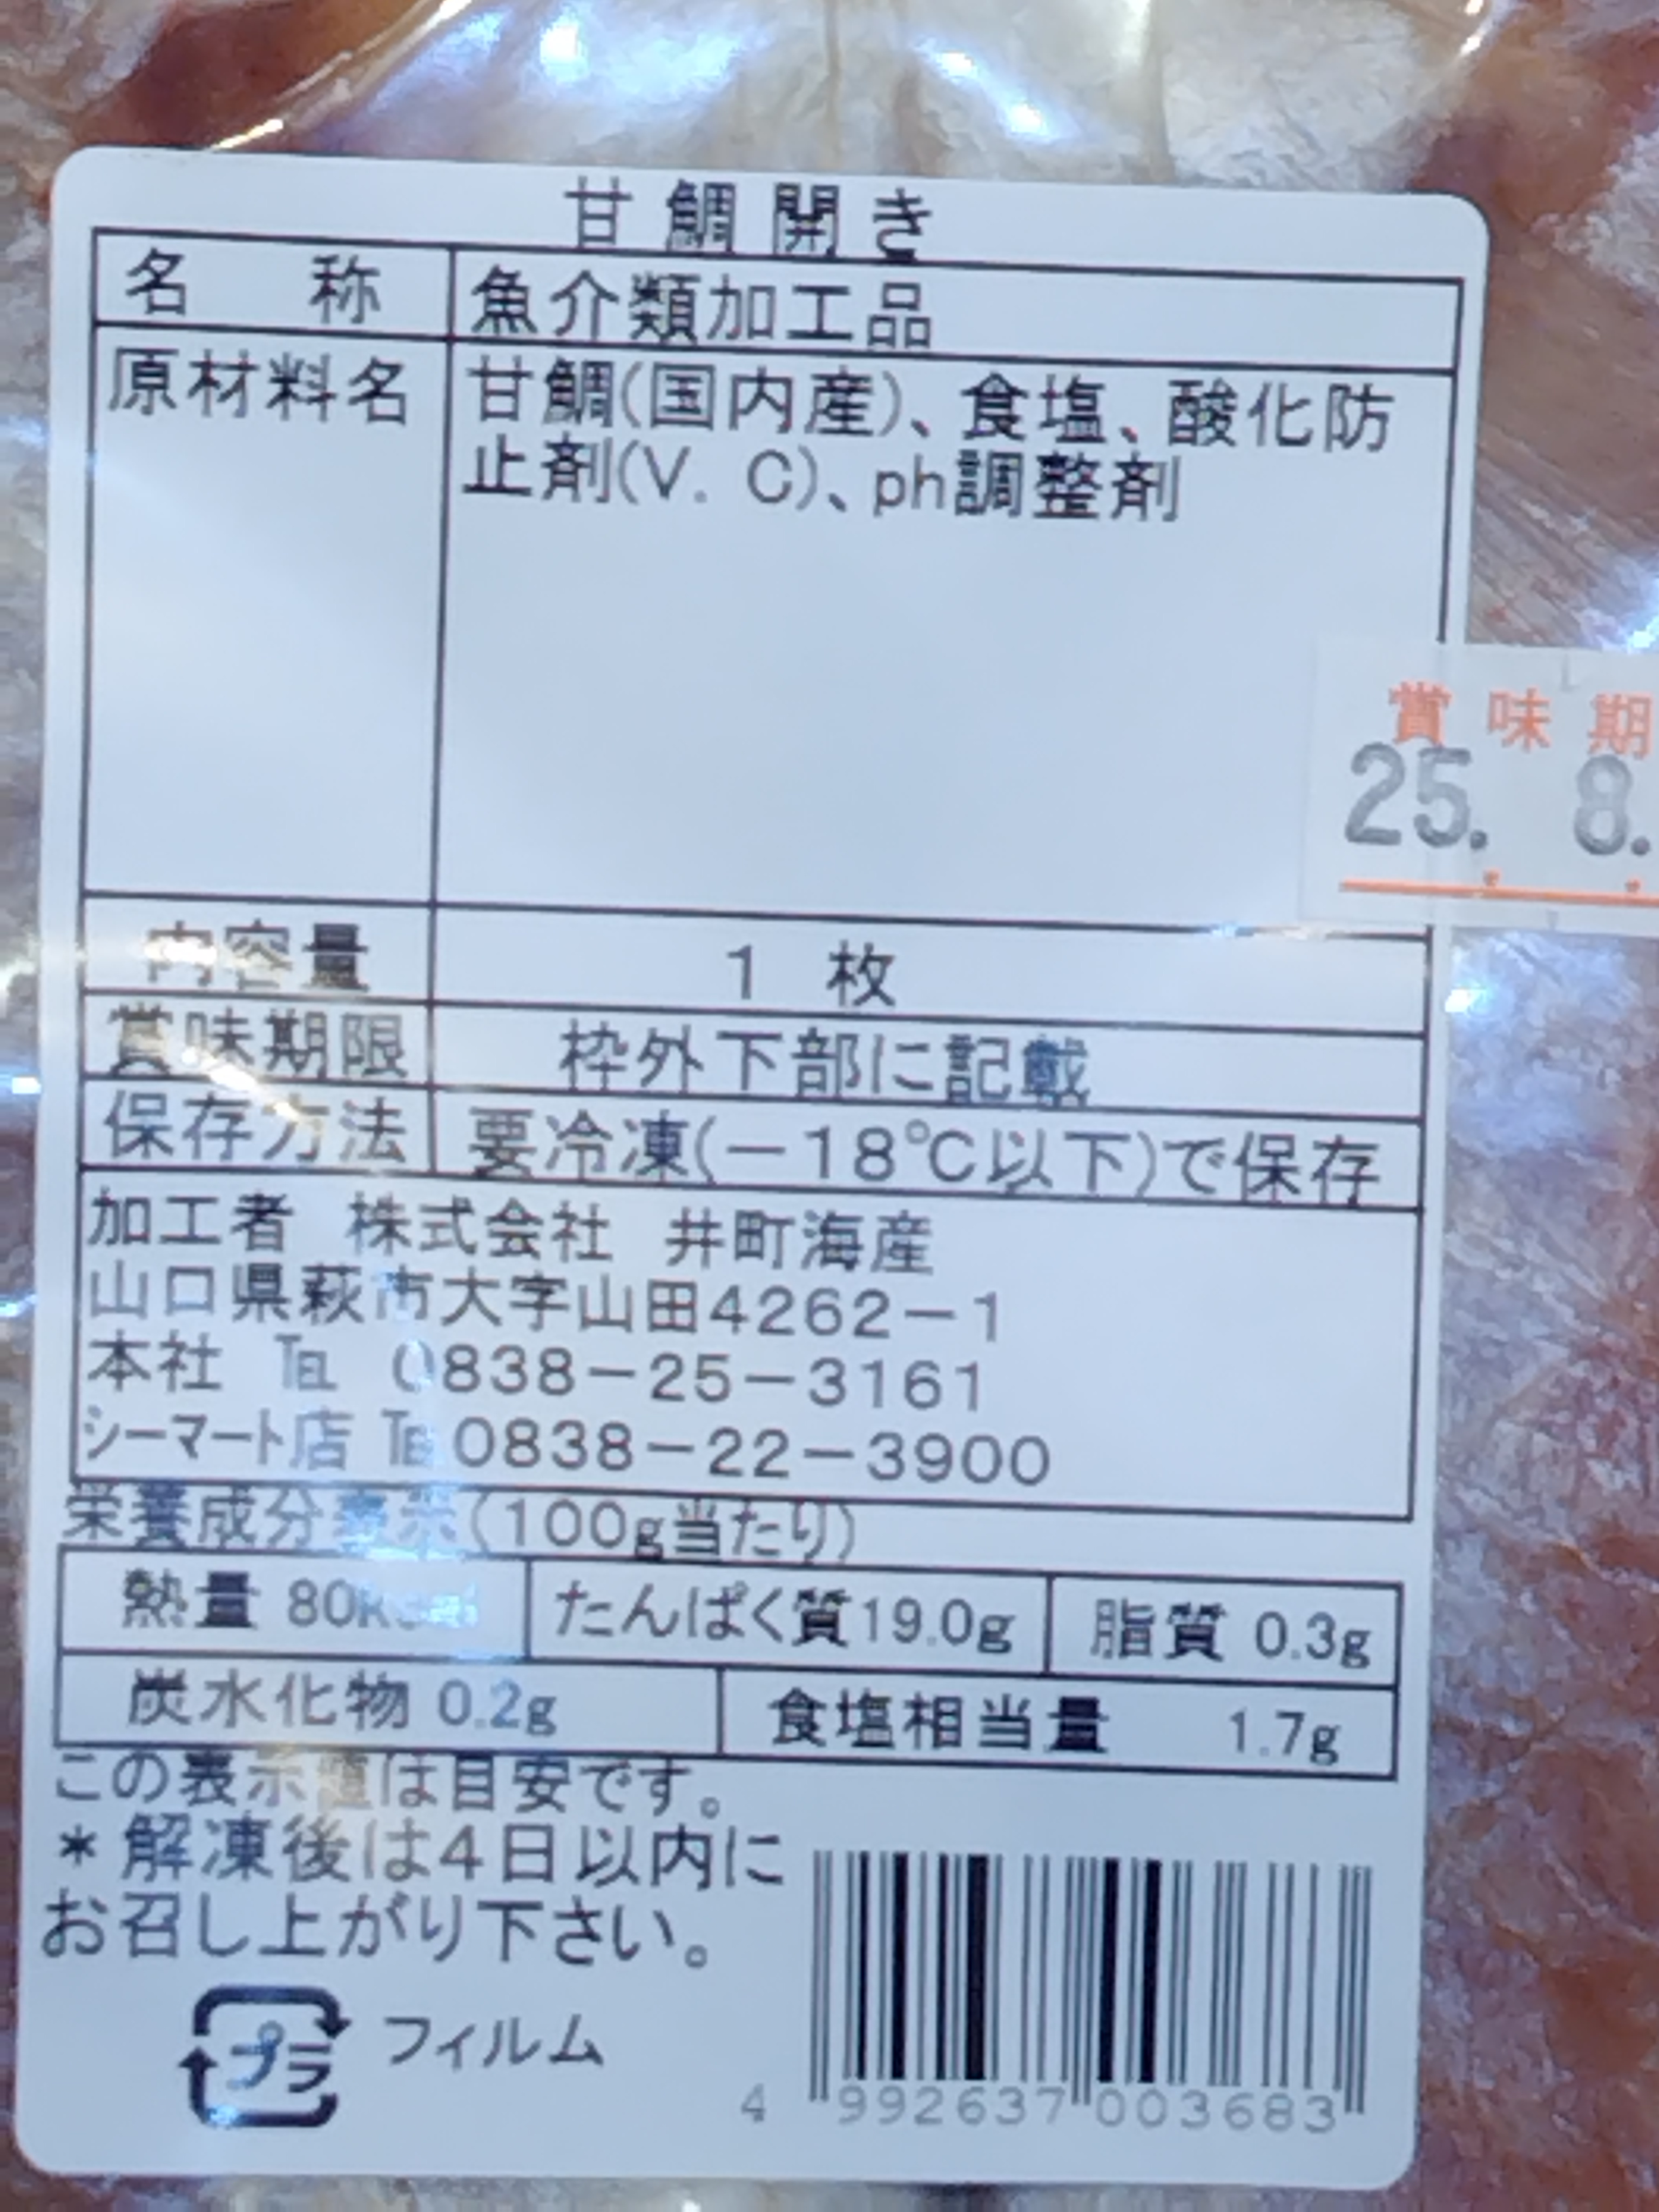 甘鯛開き
名 称 魚介類加工品
原材料名 甘鯛(国内産)、食塩、酸化防
止剤(V. C)、ph調整剤
賞味期
25. 8.
内容量 1 枚
賞味期限 枠外下部に記載
保存方法 要冷凍(−18℃以下)で保存
加工者 株式会社 井町海産
山口県萩市大字山田4262−1
本社 ℡ 0838−25−3161
シーマート店 ℡0838−22−3900
栄養成分表示(100g当たり)
熱量 80kcal たんぱく質19.0g 脂質 0.3g
炭水化物 0.2g 食塩相当量 1.7g
この表示値は目安です。
*解凍後は4日以内に
お召し上がり下さい。
プラ フィルム
4 992637 003683